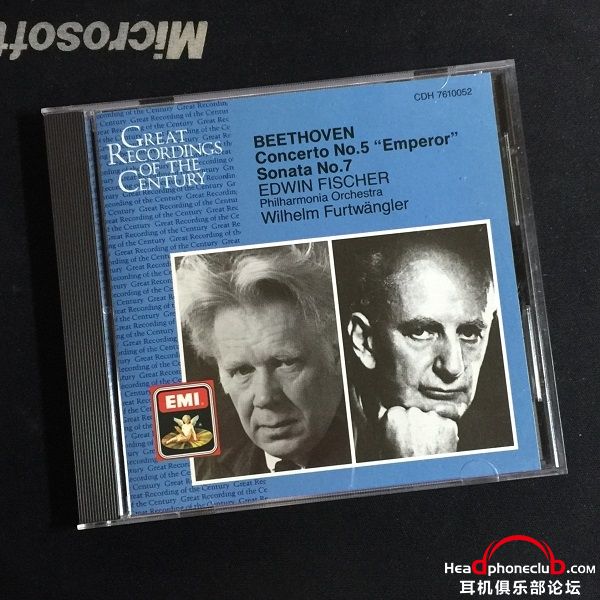 Microsoft
CDH 7610052
GREAT
RECORDINGS
OF THE
CENTURY
BEETHOVEN
Concerto No.5 “Emperor”
Sonata No.7
EDWIN FISCHER
Philharmonia Orchestra
Wilhelm Furtwängler
EMI
Headphoneclub.com
耳机俱乐部论坛